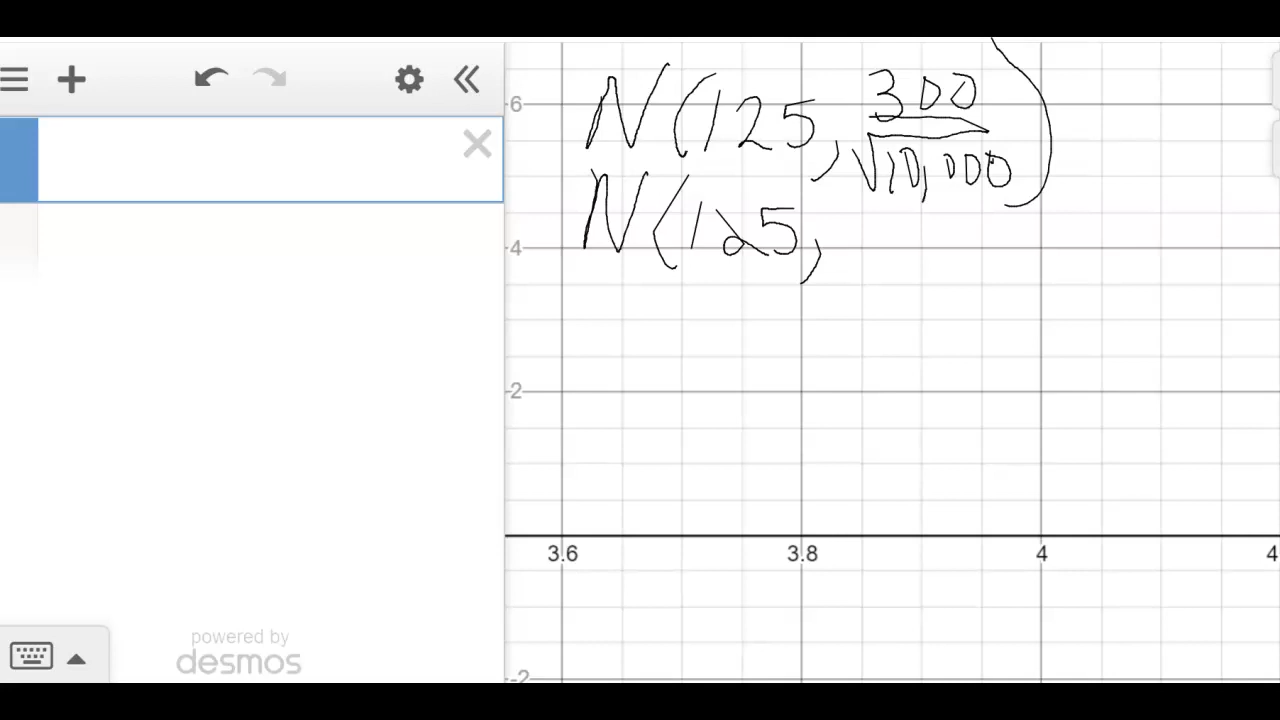 N(125, 300/√10,000)
N(125,
6
4
2
3.6 3.8 4 4
-2
powered by
desmos